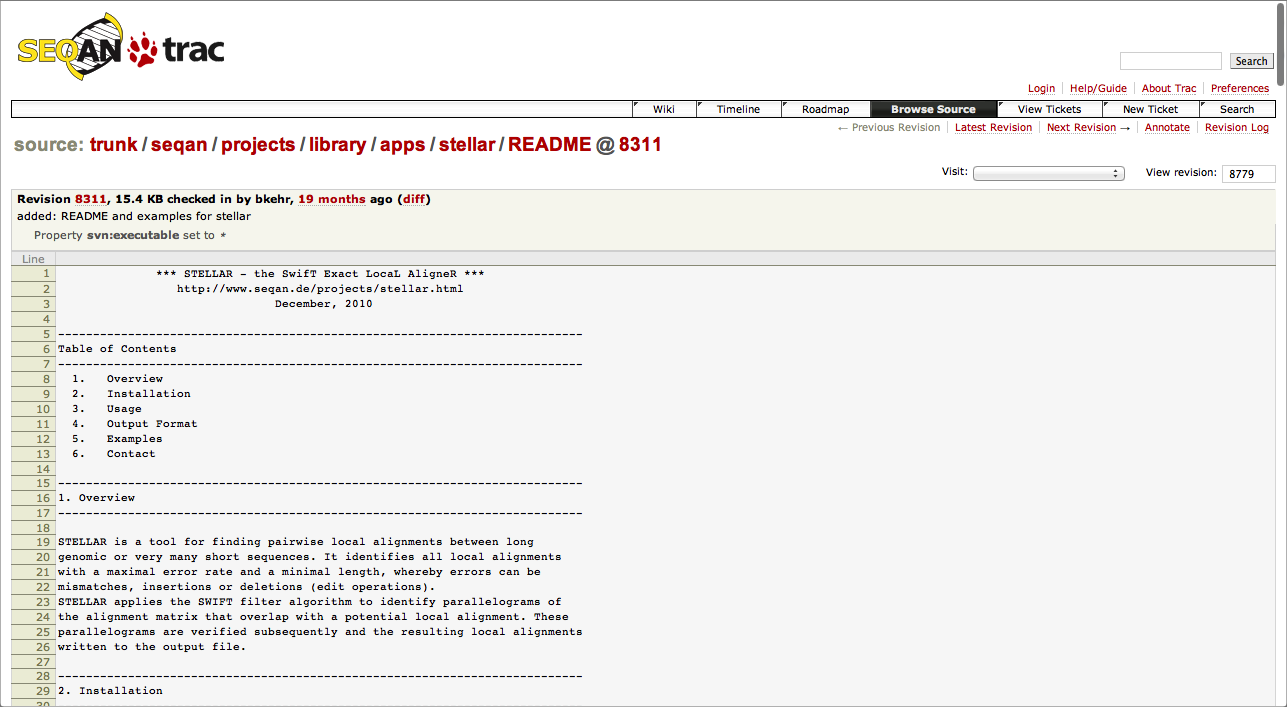 SEQAN trac
Search
Login Help/Guide About Trac Preferences
Wiki Timeline Roadmap Browse Source View Tickets New Ticket Search
← Previous Revision Latest Revision Next Revision → Annotate Revision Log
source: trunk / seqan / projects / library / apps / stellar / README @ 8311
Visit: View revision: 8779
Revision 8311, 15.4 KB checked in by bkehr, 19 months ago (diff)
added: README and examples for stellar
Property svn:executable set to *
Line
1 *** STELLAR - the SwifT Exact LocaL AligneR ***
2 http://www.seqan.de/projects/stellar.html
3 December, 2010
4
5 ---------------------------------------------------------------------------
6 Table of Contents
7 ---------------------------------------------------------------------------
8 1. Overview
9 2. Installation
10 3. Usage
11 4. Output Format
12 5. Examples
13 6. Contact
14
15 ---------------------------------------------------------------------------
16 1. Overview
17 ---------------------------------------------------------------------------
18
19 STELLAR is a tool for finding pairwise local alignments between long
20 genomic or very many short sequences. It identifies all local alignments
21 with a maximal error rate and a minimal length, whereby errors can be
22 mismatches, insertions or deletions (edit operations).
23 STELLAR applies the SWIFT filter algorithm to identify parallelograms of
24 the alignment matrix that overlap with a potential local alignment. These
25 parallelograms are verified subsequently and the resulting local alignments
26 written to the output file.
27
28 ---------------------------------------------------------------------------
29 2. Installation
30 ---------------------------------------------------------------------------